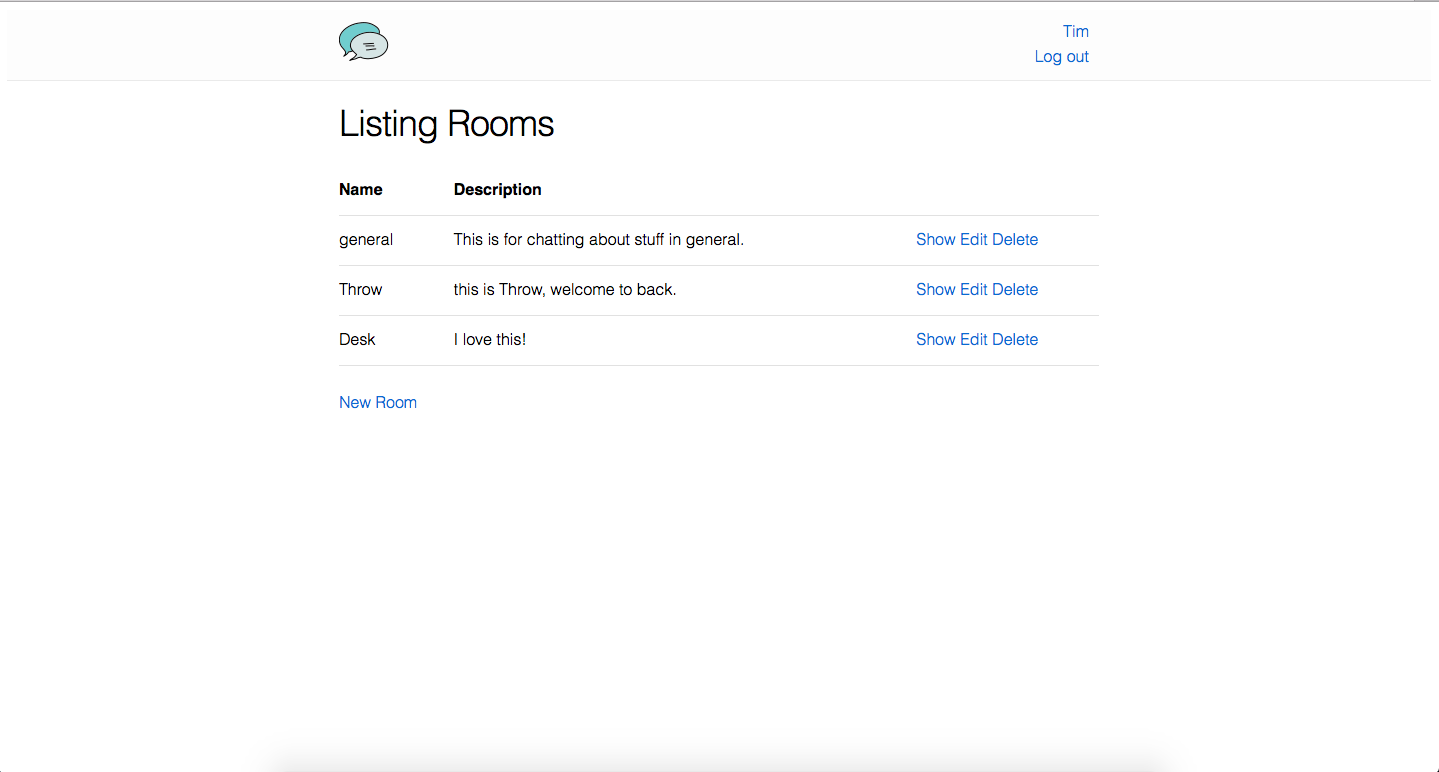 Tim
Log out
Listing Rooms
Name Description
general This is for chatting about stuff in general. Show Edit Delete
Throw this is Throw, welcome to back. Show Edit Delete
Desk I love this! Show Edit Delete
New Room